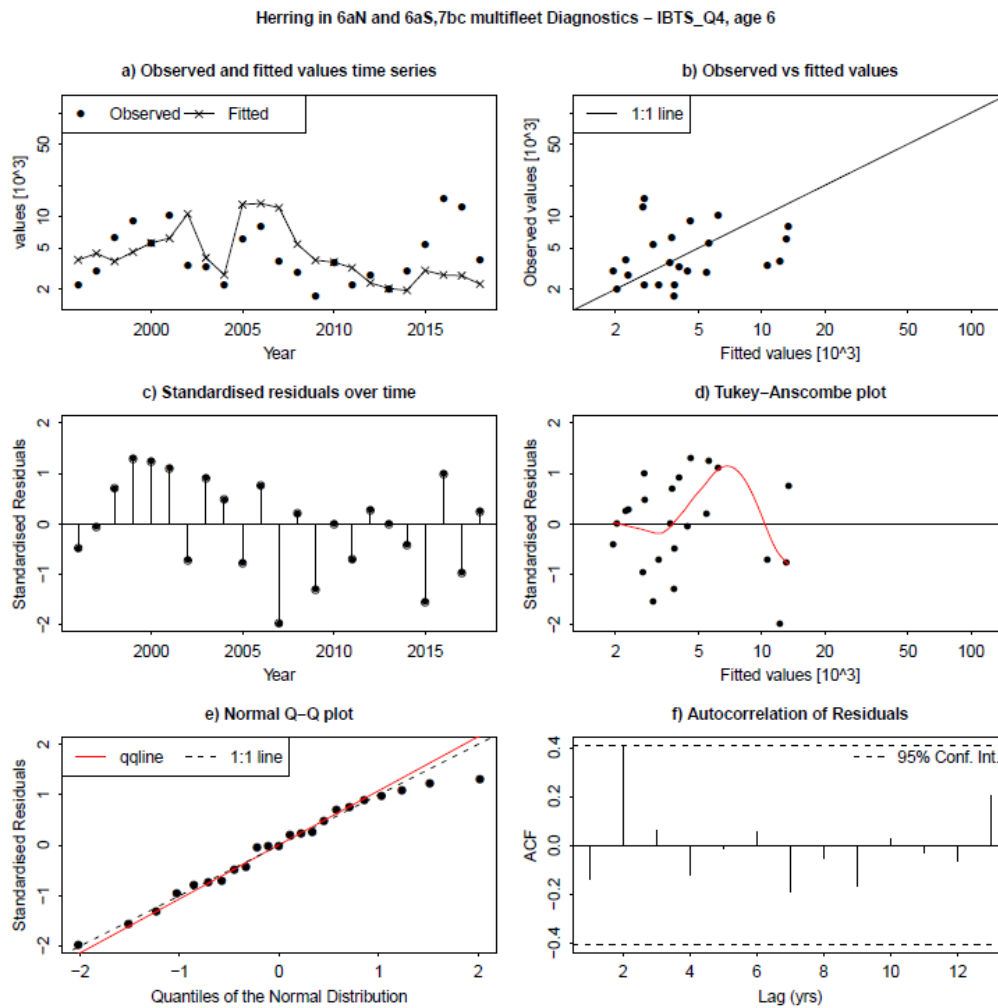 Herring in 6aN and 6aS,7bc multifleet Diagnostics – IBTS_Q4, age 6
a) Observed and fitted values time series
Observed Fitted
values [10^3]
50
10
5
2
2000 2005 2010 2015
Year
b) Observed vs fitted values
1:1 line
Observed values [10^3]
50
10
5
2
2 5 10 20 50 100
Fitted values [10^3]
c) Standardised residuals over time
Standardised Residuals
2
1
0
−1
−2
2000 2005 2010 2015
Year
d) Tukey−Anscombe plot
Standardised Residuals
2
1
0
−1
−2
2 5 10 20 50 100
Fitted values [10^3]
e) Normal Q−Q plot
qqline 1:1 line
Standardised Residuals
2
1
0
−1
−2
−2 −1 0 1 2
Quantiles of the Normal Distribution
f) Autocorrelation of Residuals
95% Conf. Int.
ACF
0.4
0.2
0.0
−0.2
−0.4
2 4 6 8 10 12
Lag (yrs)